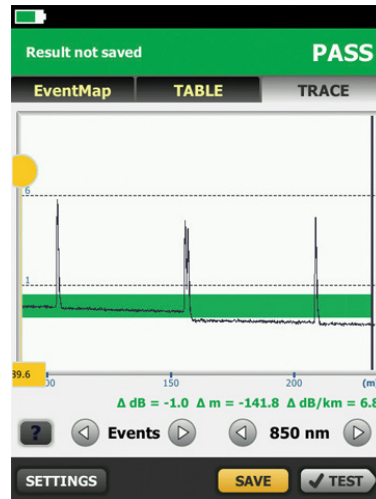 Result not saved
PASS
EventMap TABLE TRACE
6
1
39.6
150 200 (m)
Δ dB = -1.0 Δ m = -141.8 Δ dB/km = 6.8
? Events 850 nm
SETTINGS SAVE TEST